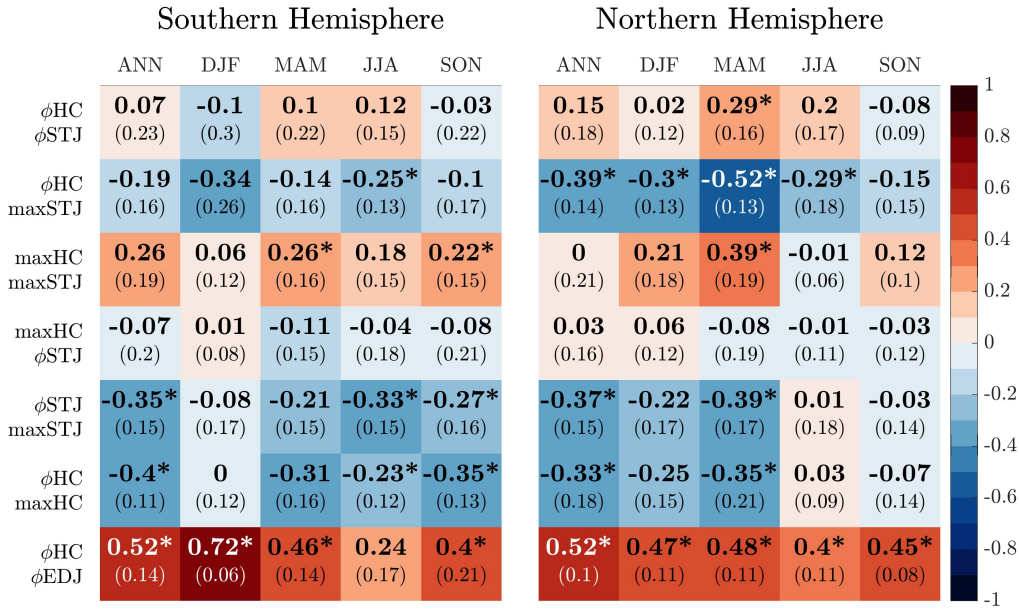 Southern Hemisphere Northern Hemisphere
ANN DJF MAM JJA SON ANN DJF MAM JJA SON
ϕHC 0.07 -0.1 0.1 0.12 -0.03 0.15 0.02 0.29* 0.2 -0.08 1
ϕSTJ (0.23) (0.3) (0.22) (0.15) (0.22) (0.18) (0.12) (0.16) (0.17) (0.09) 0.8
ϕHC -0.19 -0.34 -0.14 -0.25* -0.1 -0.39* -0.3* -0.52* -0.29* -0.15 0.6
maxSTJ (0.16) (0.26) (0.16) (0.13) (0.17) (0.14) (0.13) (0.13) (0.18) (0.15)
maxHC 0.26 0.06 0.26* 0.18 0.22* 0 0.21 0.39* -0.01 0.12 0.4
maxSTJ (0.19) (0.12) (0.16) (0.15) (0.15) (0.21) (0.18) (0.19) (0.06) (0.1) 0.2
maxHC -0.07 0.01 -0.11 -0.04 -0.08 0.03 0.06 -0.08 -0.01 -0.03 0
ϕSTJ (0.2) (0.08) (0.15) (0.18) (0.21) (0.16) (0.12) (0.19) (0.11) (0.12)
ϕSTJ -0.35* -0.08 -0.21 -0.33* -0.27* -0.37* -0.22 -0.39* 0.01 -0.03 -0.2
maxSTJ (0.15) (0.17) (0.15) (0.15) (0.16) (0.15) (0.17) (0.17) (0.18) (0.14) -0.4
ϕHC -0.4* 0 -0.31 -0.23* -0.35* -0.33* -0.25 -0.35* 0.03 -0.07
maxHC (0.11) (0.12) (0.16) (0.12) (0.13) (0.18) (0.15) (0.21) (0.09) (0.14) -0.6
ϕHC 0.52* 0.72* 0.46* 0.24 0.4* 0.52* 0.47* 0.48* 0.4* 0.45* -0.8
ϕEDJ (0.14) (0.06) (0.14) (0.17) (0.21) (0.1) (0.11) (0.11) (0.11) (0.08) -1